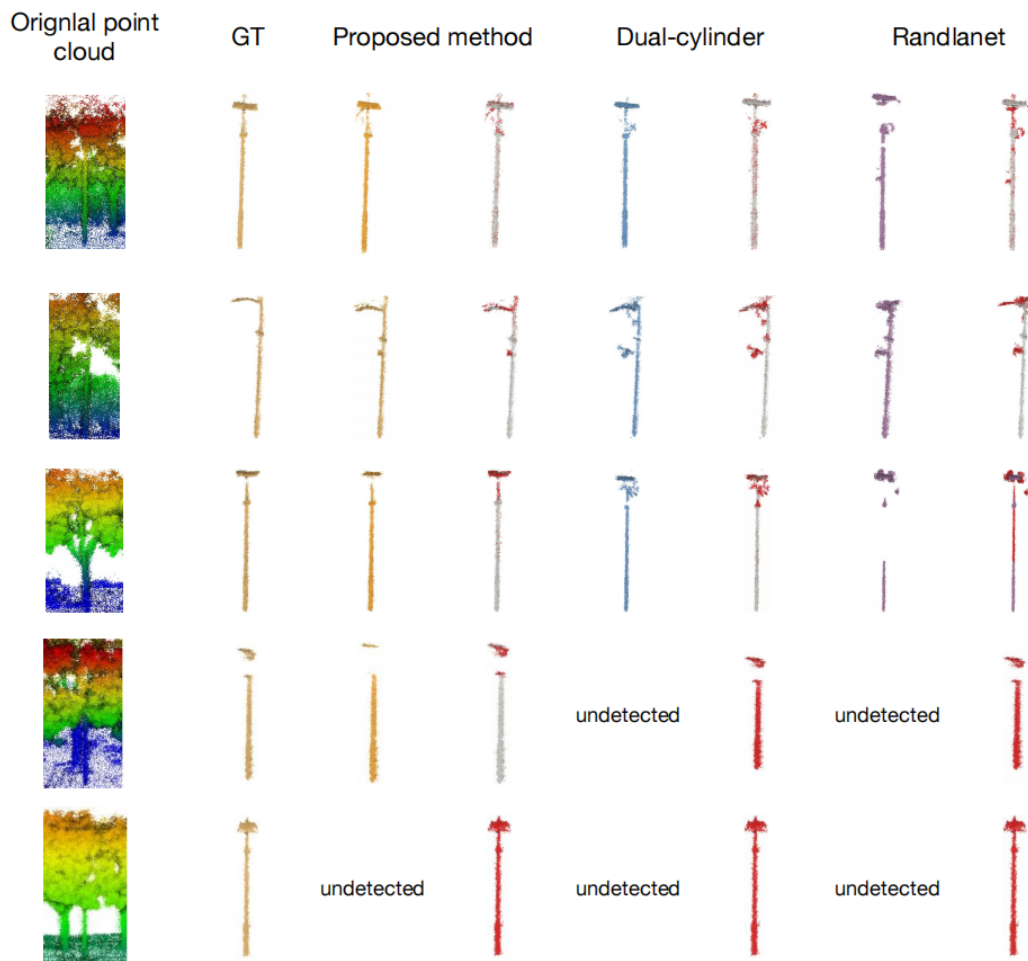 Orignlal point
cloud
GT
Proposed method
Dual-cylinder
Randlanet
undetected
undetected
undetected
undetected
undetected